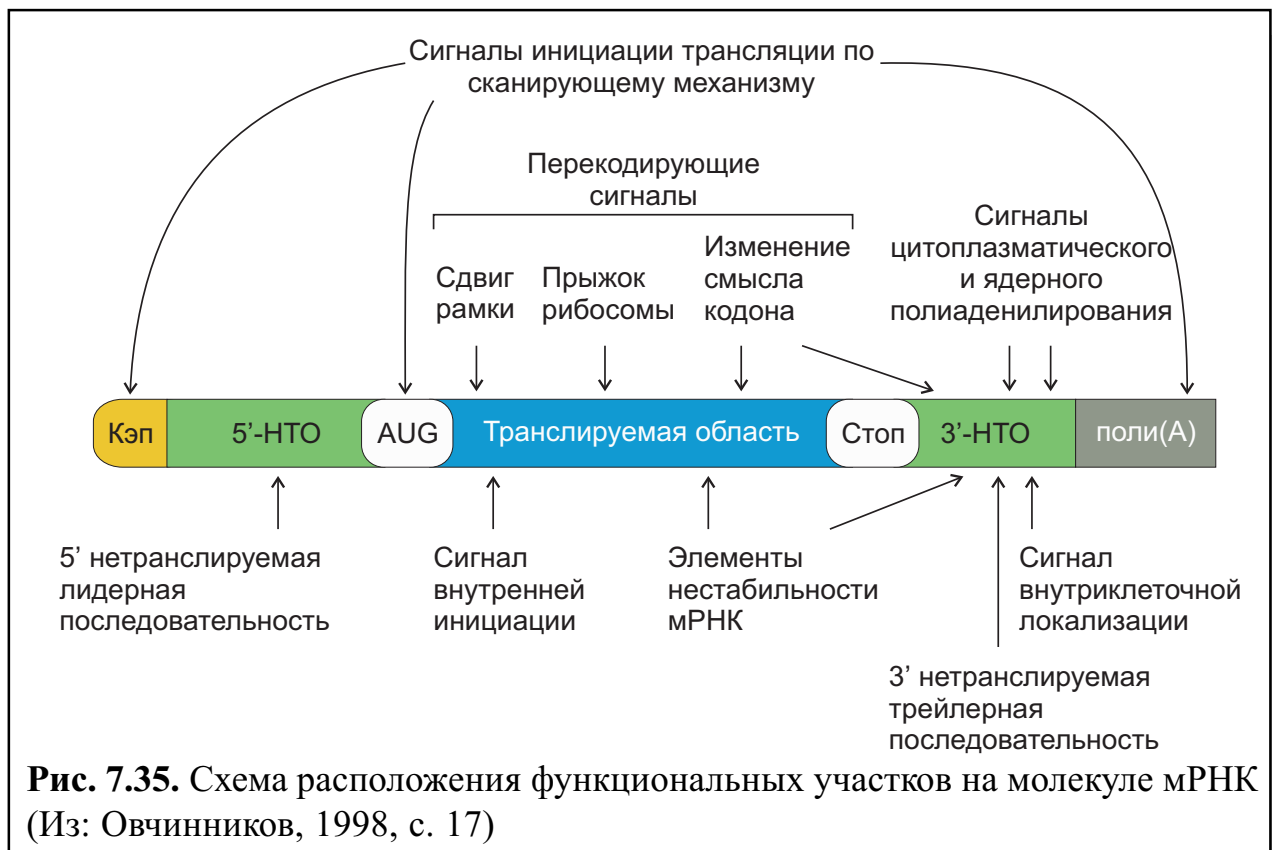 Сигналы инициации трансляции по
сканирующему механизму
Перекодирующие
сигналы
Сдвиг
рамки
Прыжок
рибосомы
Изменение
смысла
кодона
Сигналы
цитоплазматического
и ядерного
полиаденилирования
Кэп
5’-НТО
AUG
Транслируемая область
Стоп
3’-НТО
поли(А)
5’ нетранслируемая
лидерная
последовательность
Сигнал
внутренней
инициации
Элементы
нестабильности
мРНК
Сигнал
внутриклеточной
локализации
3’ нетранслируемая
трейлерная
последовательность
Рис. 7.35. Схема расположения функциональных участков на молекуле мРНК
(Из: Овчинников, 1998, с. 17)